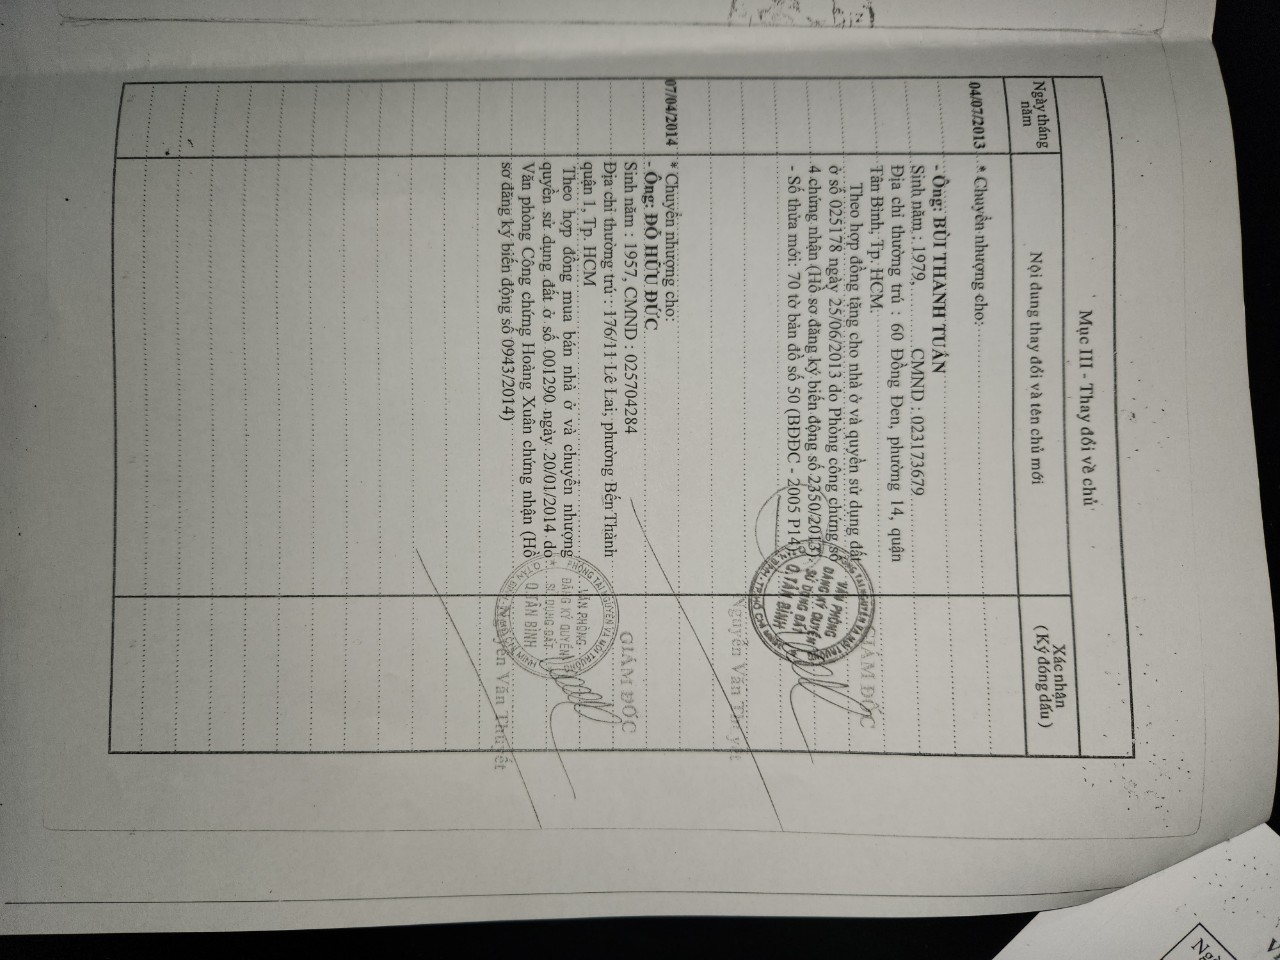 Mục III - Thay đổi về chủ
Ngày tháng năm
Nội dung thay đổi và tên chủ mới
Xác nhận
( Ký đóng dấu )
04/07/2013
* Chuyển nhượng cho:
- Ông: BÙI THANH TUẤN
Sinh năm : 1979, CMND : 023173679
Địa chỉ thường trú : 60 Đồng Đen, phường 14, quận
Tân Bình, Tp. HCM.
Theo hợp đồng tặng cho nhà ở và quyền sử dụng đất
ở số 025178 ngày 25/06/2013 do Phòng công chứng số
4 chứng nhận (Hồ sơ đăng ký biến động số 2350/2013)
- Số thửa mới: 70 tờ bản đồ số 50 (BĐĐC - 2005 P14)
GIÁM ĐỐC
VĂN PHÒNG
ĐĂNG KÝ QUYỀN
SỬ DỤNG ĐẤT
Q.TÂN BÌNH
Nguyễn Văn Thuyết
07/04/2014
* Chuyển nhượng cho:
- Ông: ĐỖ HỮU ĐỨC
Sinh năm : 1957, CMND : 025704284
Địa chỉ thường trú : 176/11 Lê Lai, phường Bến Thành
quận 1, Tp. HCM
Theo hợp đồng mua bán nhà ở và chuyển nhượng
quyền sử dụng đất ở số 001290 ngày 20/01/2014 do
Văn phòng Công chứng Hoàng Xuân chứng nhận (Hồ
sơ đăng ký biến động số 0943/2014)
GIÁM ĐỐC
VĂN PHÒNG
ĐĂNG KÝ QUYỀN
SỬ DỤNG ĐẤT
Q.TÂN BÌNH
Nguyễn Văn Thuyết